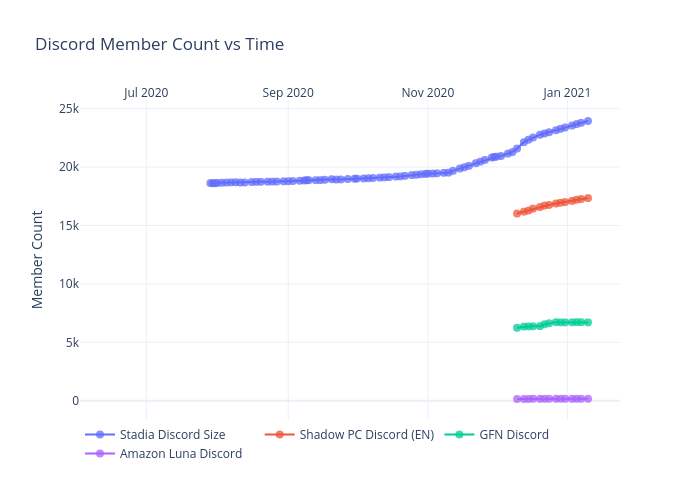 Discord Member Count vs Time
Jul 2020 Sep 2020 Nov 2020 Jan 2021
25k
20k
15k
10k
5k
0
Member Count
Stadia Discord Size Shadow PC Discord (EN) GFN Discord
Amazon Luna Discord